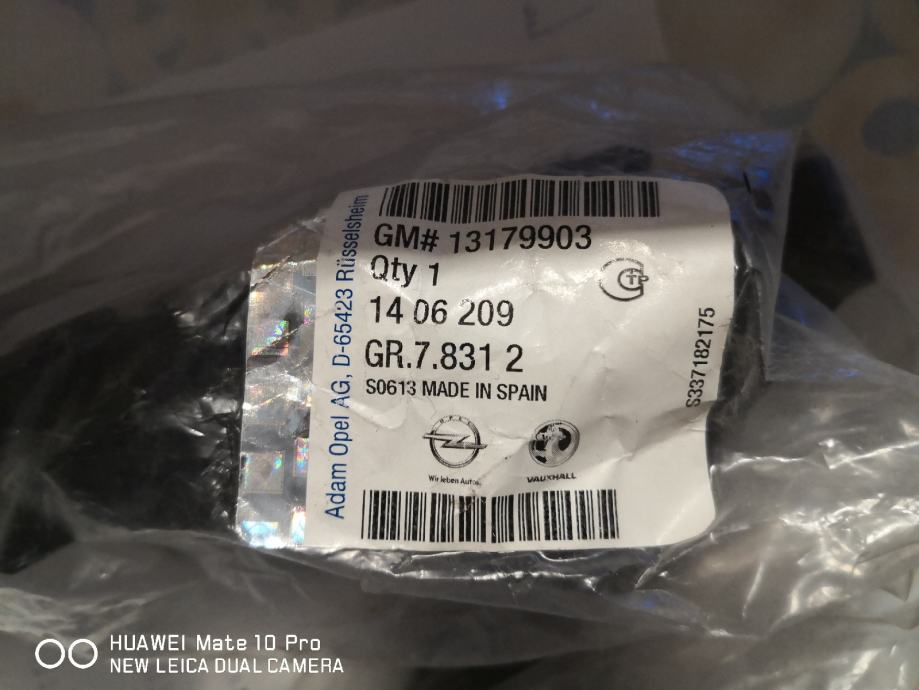 GM# 13179903
Qty 1
14 06 209
GR.7.831 2
S0613 MADE IN SPAIN
OPEL
Wir leben Autos.
VAUXHALL
Adam Opel AG, D-65423 Rüsselsheim
S337182175
HUAWEI Mate 10 Pro
NEW LEICA DUAL CAMERA